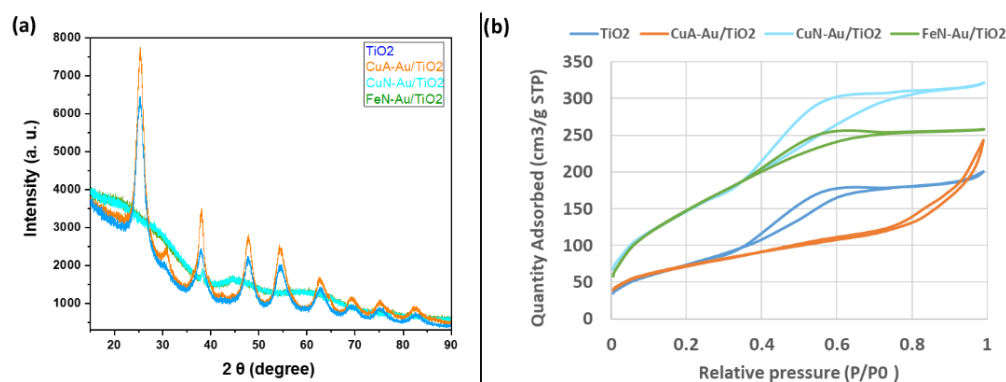 (a)
8000
7000
6000
5000
4000
3000
2000
1000
Intensity (a. u.)
TiO2
CuA-Au/TiO2
CuN-Au/TiO2
FeN-Au/TiO2
20 30 40 50 60 70 80 90
2 θ (degree)
(b)
TiO2 CuA-Au/TiO2 CuN-Au/TiO2 FeN-Au/TiO2
350
300
250
200
150
100
50
0
Quantity Adsorbed (cm3/g STP)
0 0.2 0.4 0.6 0.8 1
Relative pressure (P/P0 )